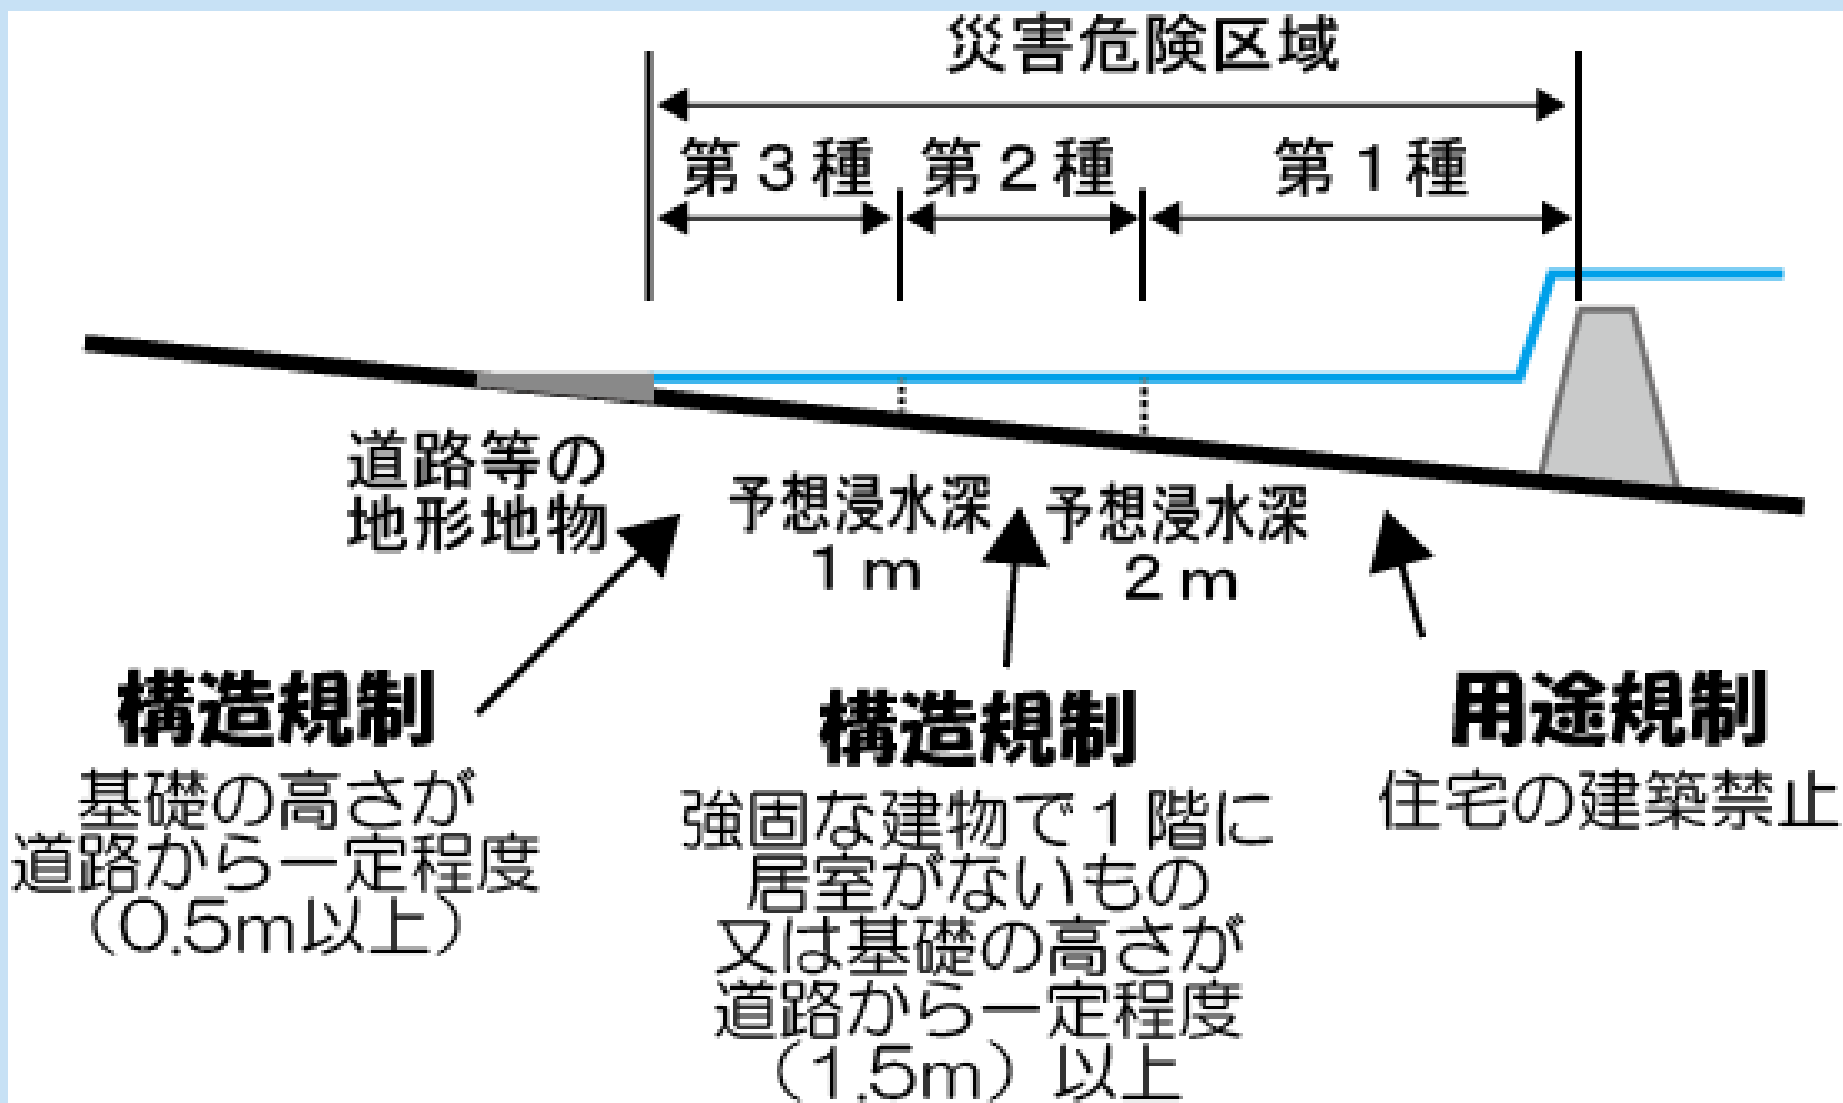 災害危険区域
第3種
第2種
第1種
道路等の
地形地物
予想浸水深
1m
予想浸水深
2m
構造規制
基礎の高さが
道路から一定程度
(0.5m以上)
構造規制
強固な建物で1階に
居室がないもの
又は基礎の高さが
道路から一定程度
(1.5m)以上
用途規制
住宅の建築禁止